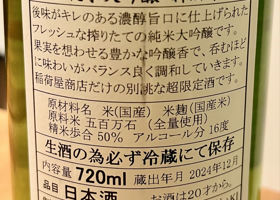 後味がキレのある濃醇旨口に仕上げられた
フレッシュな搾りたての純米大吟醸です。
果実を想わせる豊かな吟醸香で、呑むほど
に味わいがバランス良く調和していきます。
稲荷屋商店だけの別誂な超限定酒です。
原材料名 米(国産) 米麹(国産米)
原料米 五百万石(全量使用)
精米歩合50% アルコール分16度
生酒の為必ず冷蔵にて保存
内容量 720ml 蔵出年月 2024年12月
品目 日本酒 お酒は20才から。